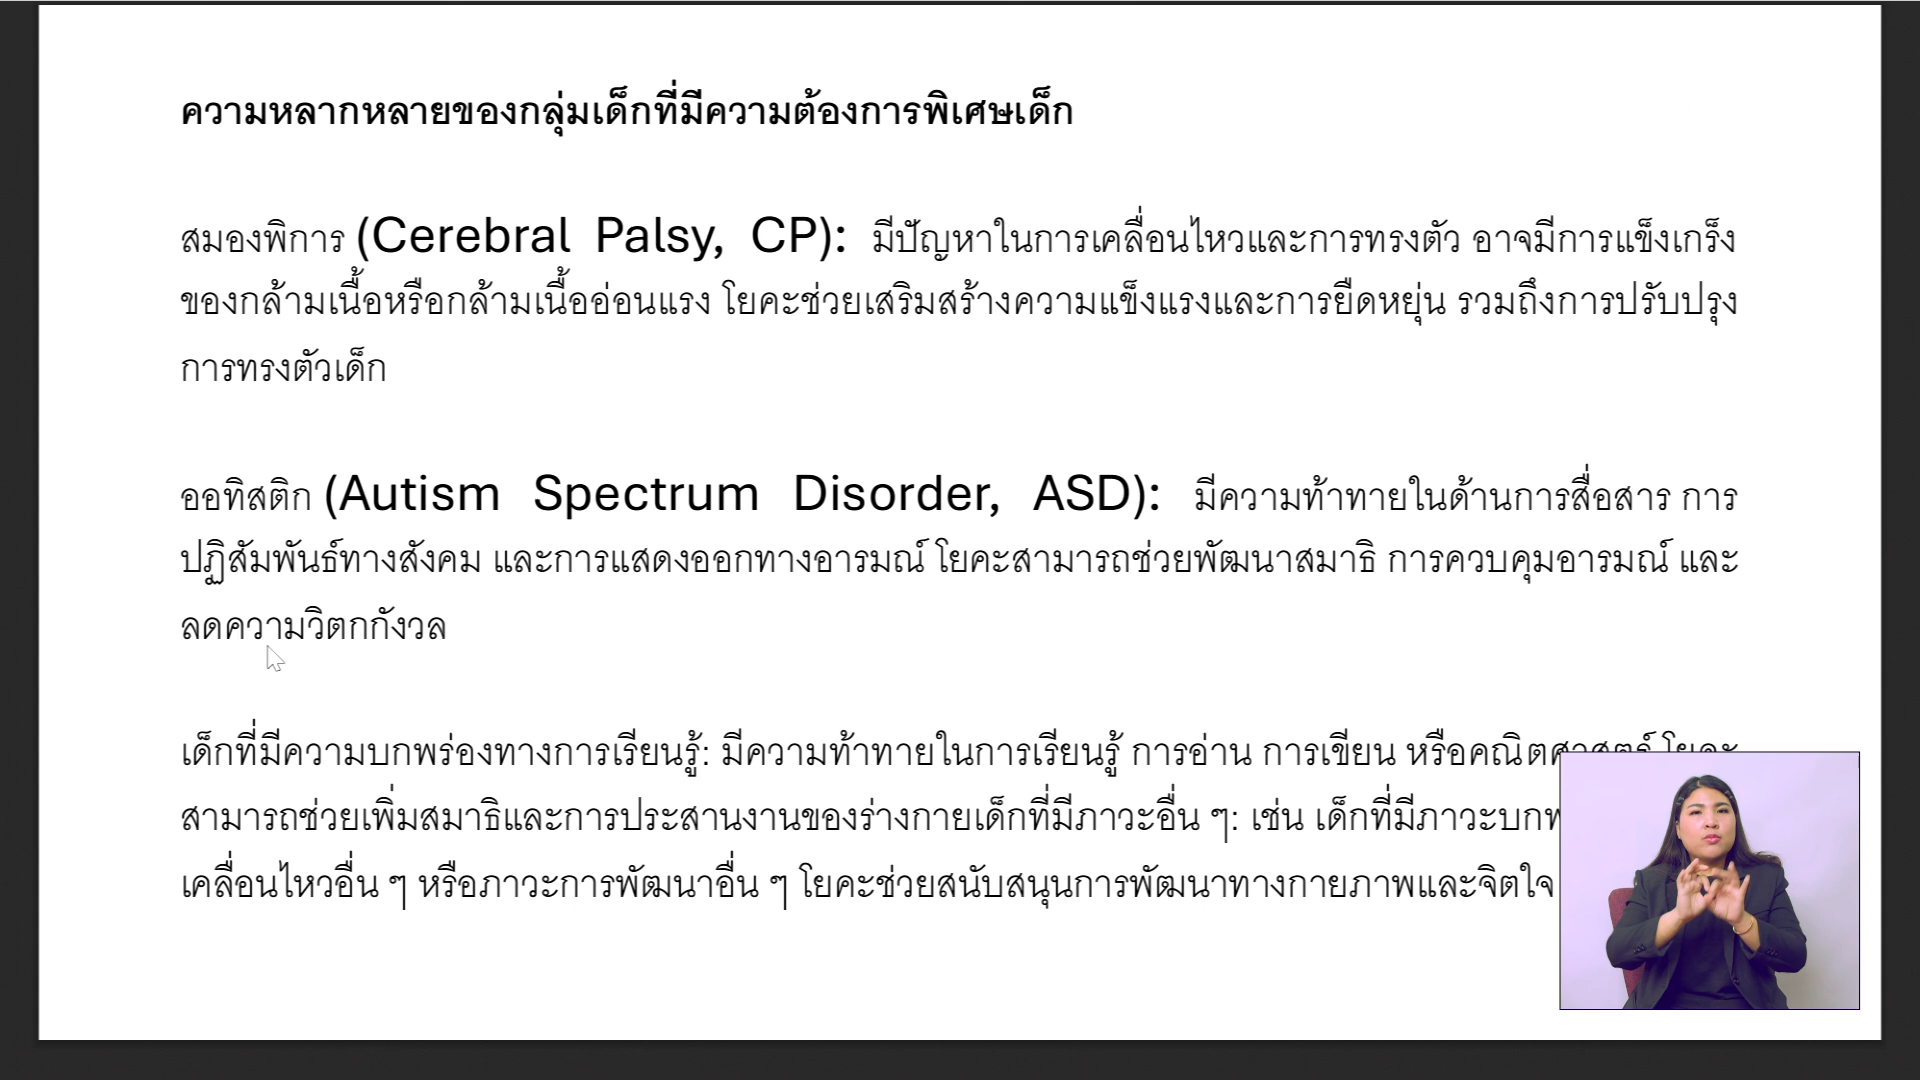 ความหลากหลายของกลุ่มเด็กที่มีความต้องการพิเศษเด็ก
สมองพิการ (Cerebral Palsy, CP): มีปัญหาในการเคลื่อนไหวและการทรงตัว อาจมีการแข็งเกร็ง
ของกล้ามเนื้อหรือกล้ามเนื้ออ่อนแรง โยคะช่วยเสริมสร้างความแข็งแรงและการยืดหยุ่น รวมถึงการปรับปรุง
การทรงตัวเด็ก
ออทิสติก (Autism Spectrum Disorder, ASD): มีความท้าทายในด้านการสื่อสาร การ
ปฏิสัมพันธ์ทางสังคม และการแสดงออกทางอารมณ์ โยคะสามารถช่วยพัฒนาสมาธิ การควบคุมอารมณ์ และ
ลดความวิตกกังวล
เด็กที่มีความบกพร่องทางการเรียนรู้: มีความท้าทายในการเรียนรู้ การอ่าน การเขียน หรือคณิตศาสตร์ โยคะ
สามารถช่วยเพิ่มสมาธิและการประสานงานของร่างกายเด็กที่มีภาวะอื่น ๆ: เช่น เด็กที่มีภาวะ
เคลื่อนไหวอื่น ๆ หรือภาวะการพัฒนาอื่น ๆ โยคะช่วยสนับสนุนการพัฒนาทางกายภาพและจิตใจ